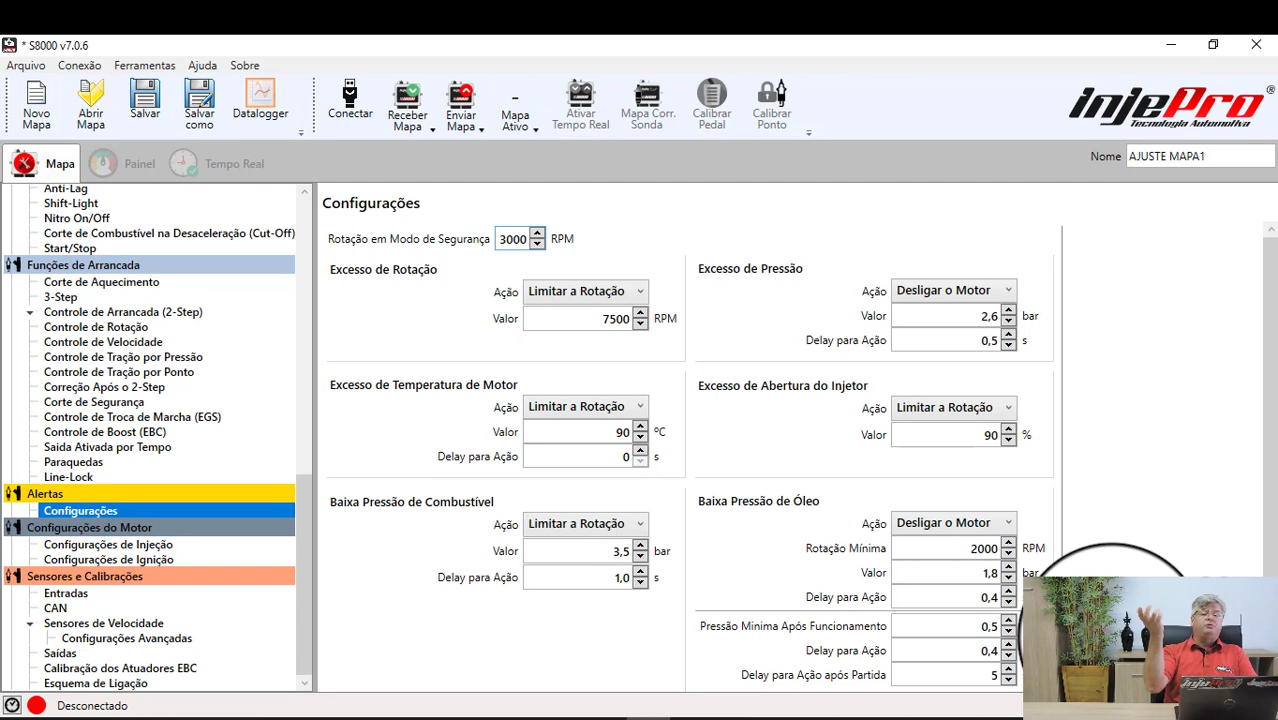 * S8000 v7.0.6
Arquivo Conexão Ferramentas Ajuda Sobre
Novo Mapa
Abrir Mapa
Salvar
Salvar como
Datalogger
Conectar
Receber Mapa
Enviar Mapa
Mapa Ativo
Ativar Tempo Real
Mapa Corr. Sonda
Calibrar Pedal
Calibrar Ponto
injePro®
Tecnologia Automotiva
Mapa Painel Tempo Real
Nome AJUSTE MAPA1
Anti-Lag
Shift-Light
Nitro On/Off
Corte de Combustível na Desaceleração (Cut-Off)
Start/Stop
Funções de Arrancada
Corte de Aquecimento
3-Step
Controle de Arrancada (2-Step)
Controle de Rotação
Controle de Velocidade
Controle de Tração por Pressão
Controle de Tração por Ponto
Correção Após o 2-Step
Corte de Segurança
Controle de Troca de Marcha (EGS)
Controle de Boost (EBC)
Saida Ativada por Tempo
Paraquedas
Line-Lock
Alertas
Configurações
Configurações do Motor
Configurações de Injeção
Configurações de Ignição
Sensores e Calibrações
Entradas
CAN
Sensores de Velocidade
Configurações Avançadas
Saídas
Calibração dos Atuadores EBC
Esquema de Ligação
Configurações
Rotação em Modo de Segurança 3000 RPM
Excesso de Rotação
Ação Limitar a Rotação
Valor 7500 RPM
Excesso de Pressão
Ação Desligar o Motor
Valor 2,6 bar
Delay para Ação 0,5 s
Excesso de Temperatura de Motor
Ação Limitar a Rotação
Valor 90 ºC
Delay para Ação 0 s
Excesso de Abertura do Injetor
Ação Limitar a Rotação
Valor 90 %
Baixa Pressão de Combustível
Ação Limitar a Rotação
Valor 3,5 bar
Delay para Ação 1,0 s
Baixa Pressão de Óleo
Ação Desligar o Motor
Rotação Mínima 2000 RPM
Valor 1,8 bar
Delay para Ação 0,4
Pressão Minima Após Funcionamento 0,5
Delay para Ação 0,4
Delay para Ação após Partida 5
Desconectado